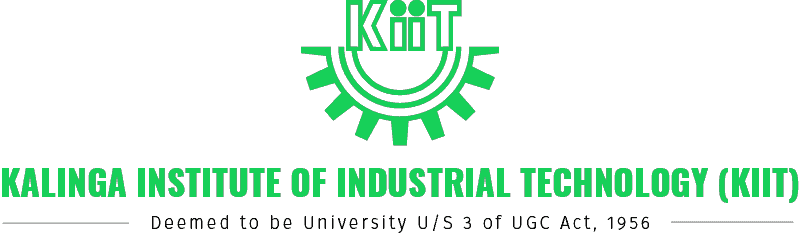 KiiT
KALINGA INSTITUTE OF INDUSTRIAL TECHNOLOGY (KIIT)
Deemed to be University U/S 3 of UGC Act, 1956